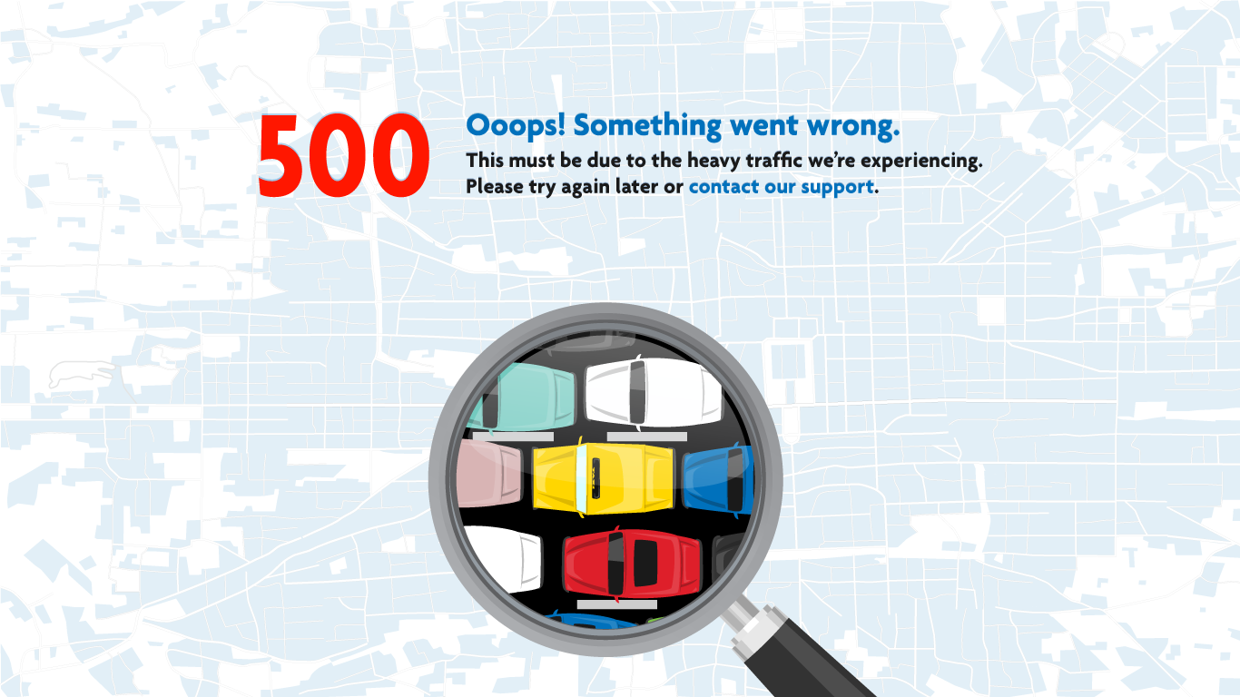 500
Ooops! Something went wrong.
This must be due to the heavy traffic we're experiencing.
Please try again later or contact our support.